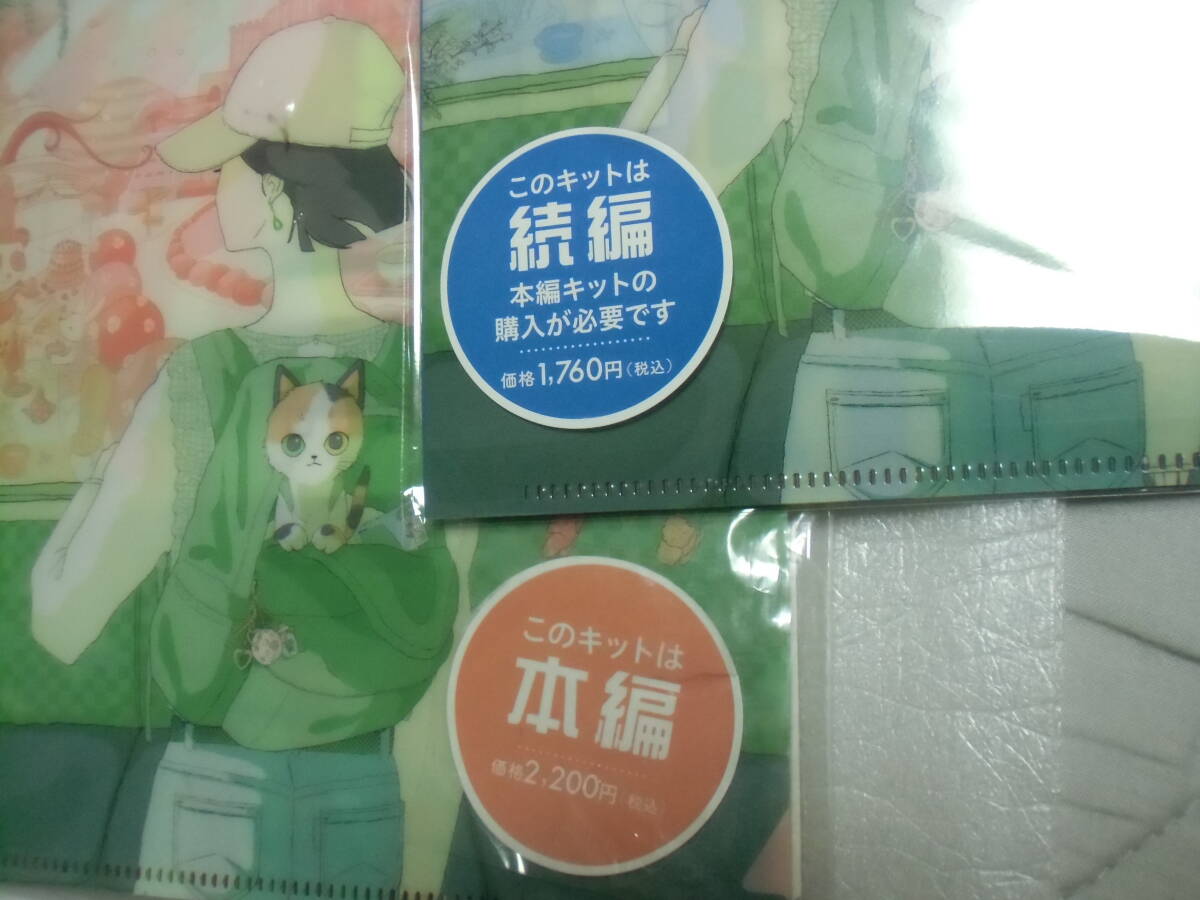 このキットは
続編
本編キットの
購入が必要です
価格1,760円(税込)
このキットは
本編
価格2,200円(税込)